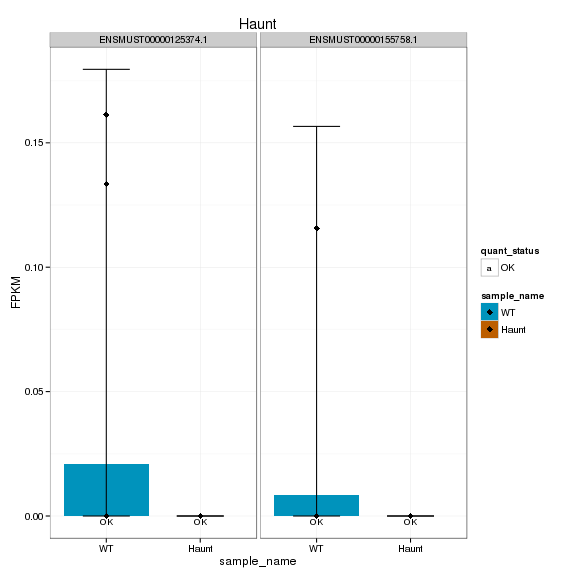 Haunt
ENSMUST00000125374.1 ENSMUST00000155758.1
0.15
0.10
0.05
0.00
FPKM
OK OK OK OK
WT Haunt WT Haunt
sample_name
quant_status
a OK
sample_name
WT
Haunt